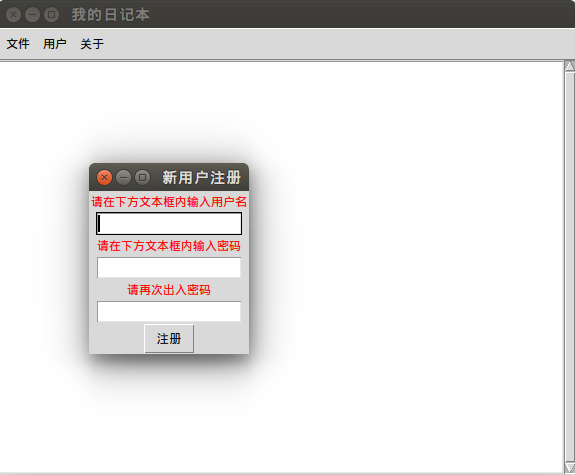 我的日记本
文件 用户 关于
新用户注册
请在下方文本框内输入用户名
请在下方文本框内输入密码
请再次出入密码
注册